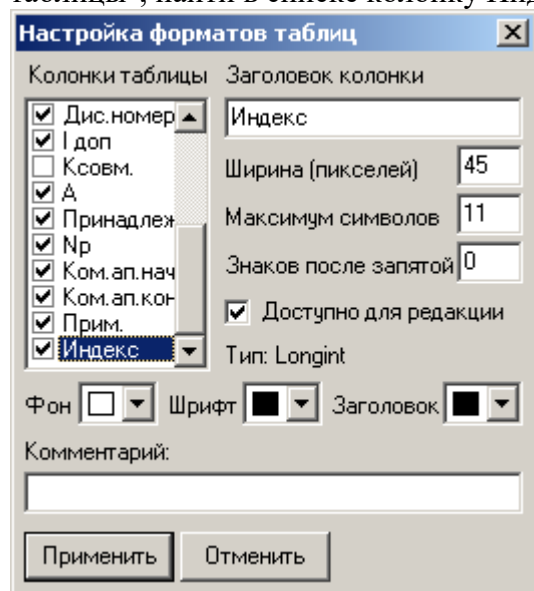 таблицы", найти в списке колонку Инд
Настройка форматов таблиц
Колонки таблицы Заголовок колонки
Дис.номер
I доп
Ксовм.
А
Принадлеж
Np
Ком.ап.нач
Ком.ап.кон
Прим.
Индекс
Индекс
Ширина (пикселей) 45
Максимум символов 11
Знаков после запятой 0
Доступно для редакции
Тип: Longint
Фон Шрифт Заголовок
Комментарий:
Применить Отменить